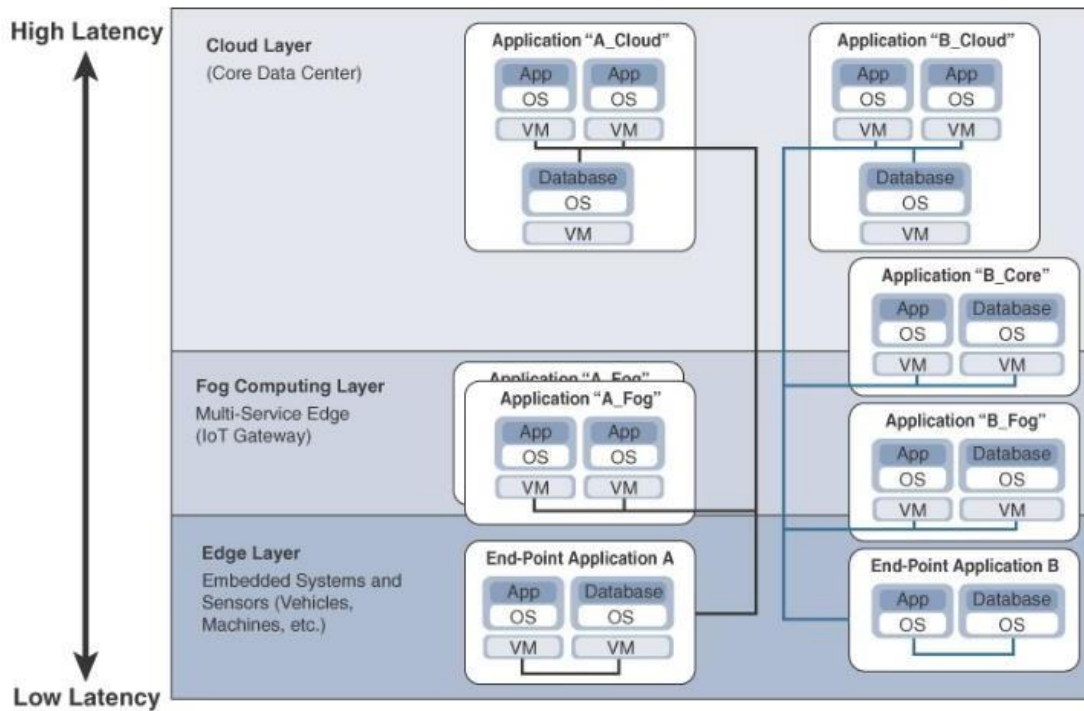 High Latency
Low Latency
Cloud Layer
(Core Data Center)
Application “A_Cloud”
App App
OS OS
VM VM
Database
OS
VM
Application “B_Cloud”
App App
OS OS
VM VM
Database
OS
VM
Application “B_Core”
App Database
OS OS
VM VM
Fog Computing Layer
Multi-Service Edge
(IoT Gateway)
Application “A_Fog”
Application “A_Fog”
App App
OS OS
VM VM
Application “B_Fog”
App Database
OS OS
VM VM
Edge Layer
Embedded Systems and
Sensors (Vehicles,
Machines, etc.)
End-Point Application A
App Database
OS OS
VM VM
End-Point Application B
App Database
OS OS